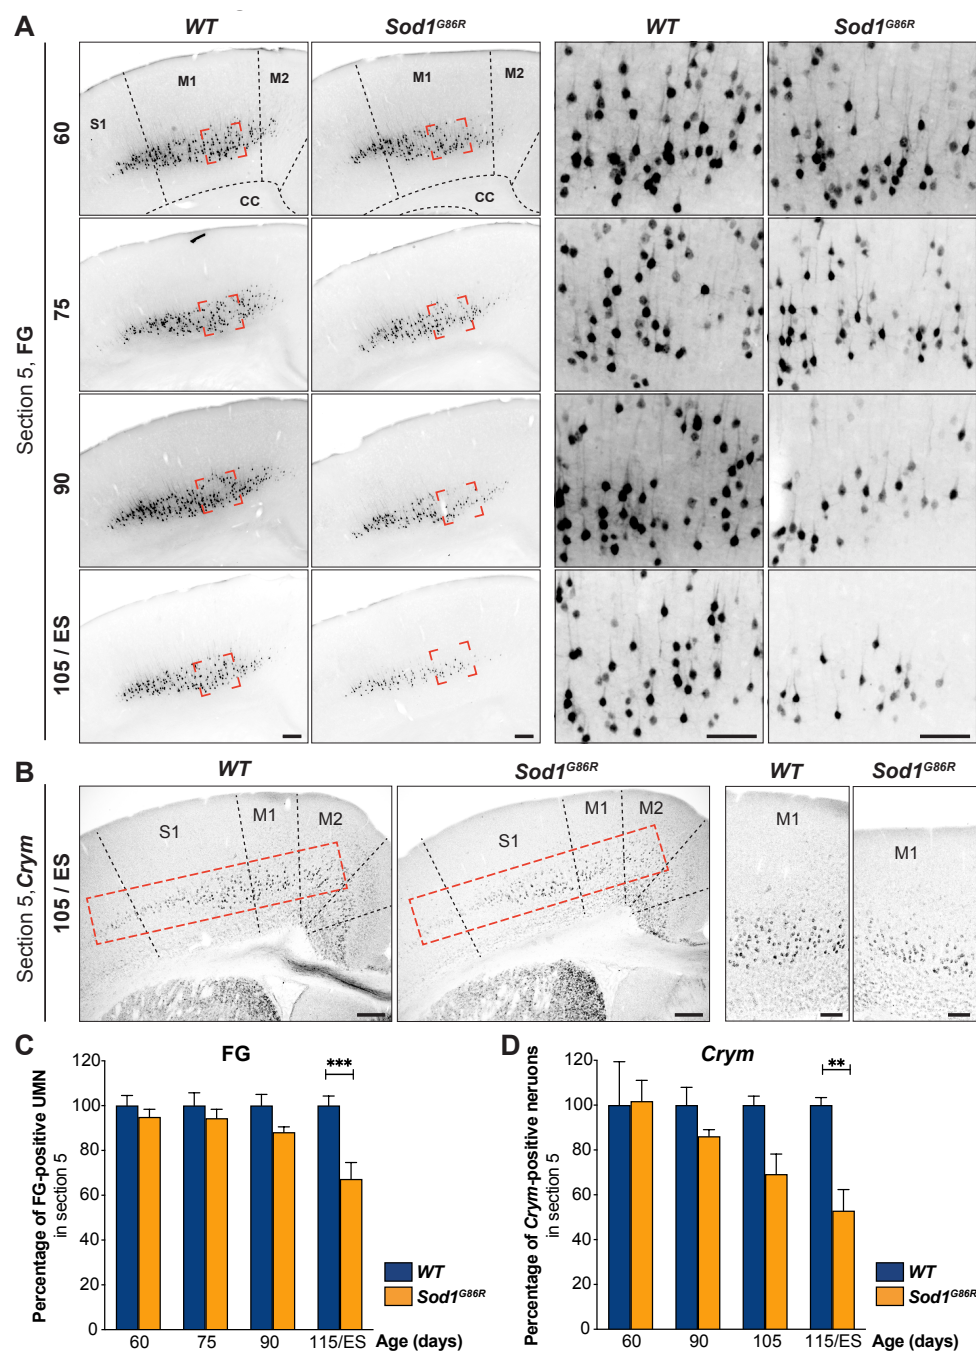 A
WT
Sod1G86R
WT
Sod1G86R
Section 5, FG
60
S1
M1
M2
CC
M1
M2
CC
75
90
105 / ES
B
WT
Sod1G86R
WT
Sod1G86R
Section 5, Crym
105 / ES
S1
M1
M2
S1
M1
M2
M1
M1
C
FG
Percentage of FG-positive UMN
in section 5
120
100
80
60
40
20
0
***
60
75
90
115/ES
Age (days)
WT
Sod1G86R
D
Crym
Percentage of Crym-positive neruons
in section 5
120
100
80
60
40
20
0
**
60
90
105
115/ES
Age (days)
WT
Sod1G86R